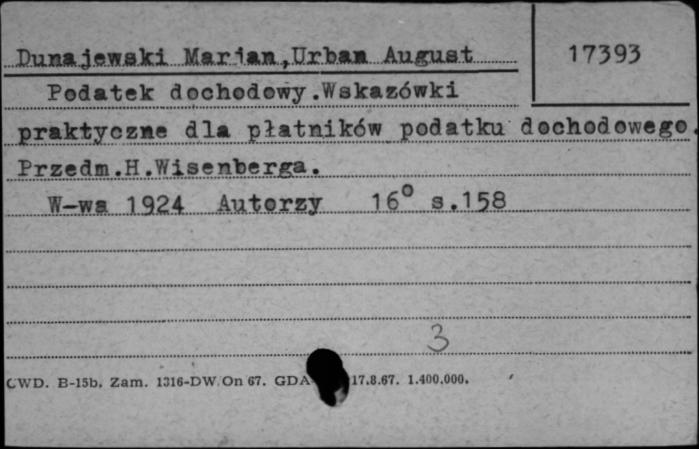 Dunajewski Marian,Urban August 17393
Podatek dochodowy.Wskazówki
praktyczne dla płatników podatku dochodowego.
Przedm.H.Wisenberga.
W-wa 1924 Autorzy 16° s.158
3
CWD. B-15b. Zam. 1316-DW/On 67. GDA 17.8.67. 1.400.000.